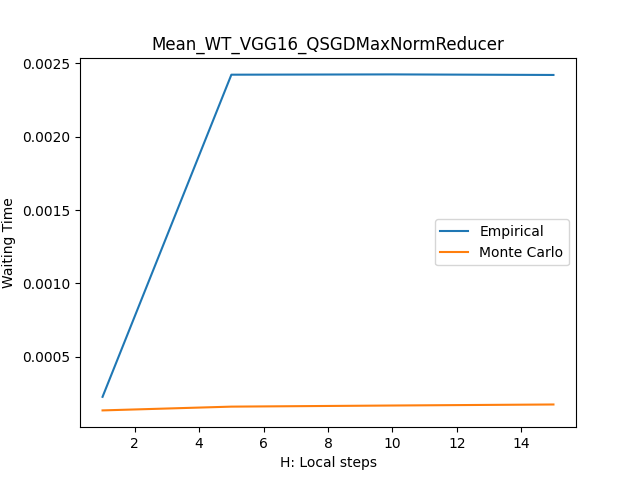 Mean_WT_VGG16_QSGDMaxNormReducer
0.0025
0.0020
0.0015
0.0010
0.0005
Waiting Time
Empirical
Monte Carlo
2 4 6 8 10 12 14
H: Local steps